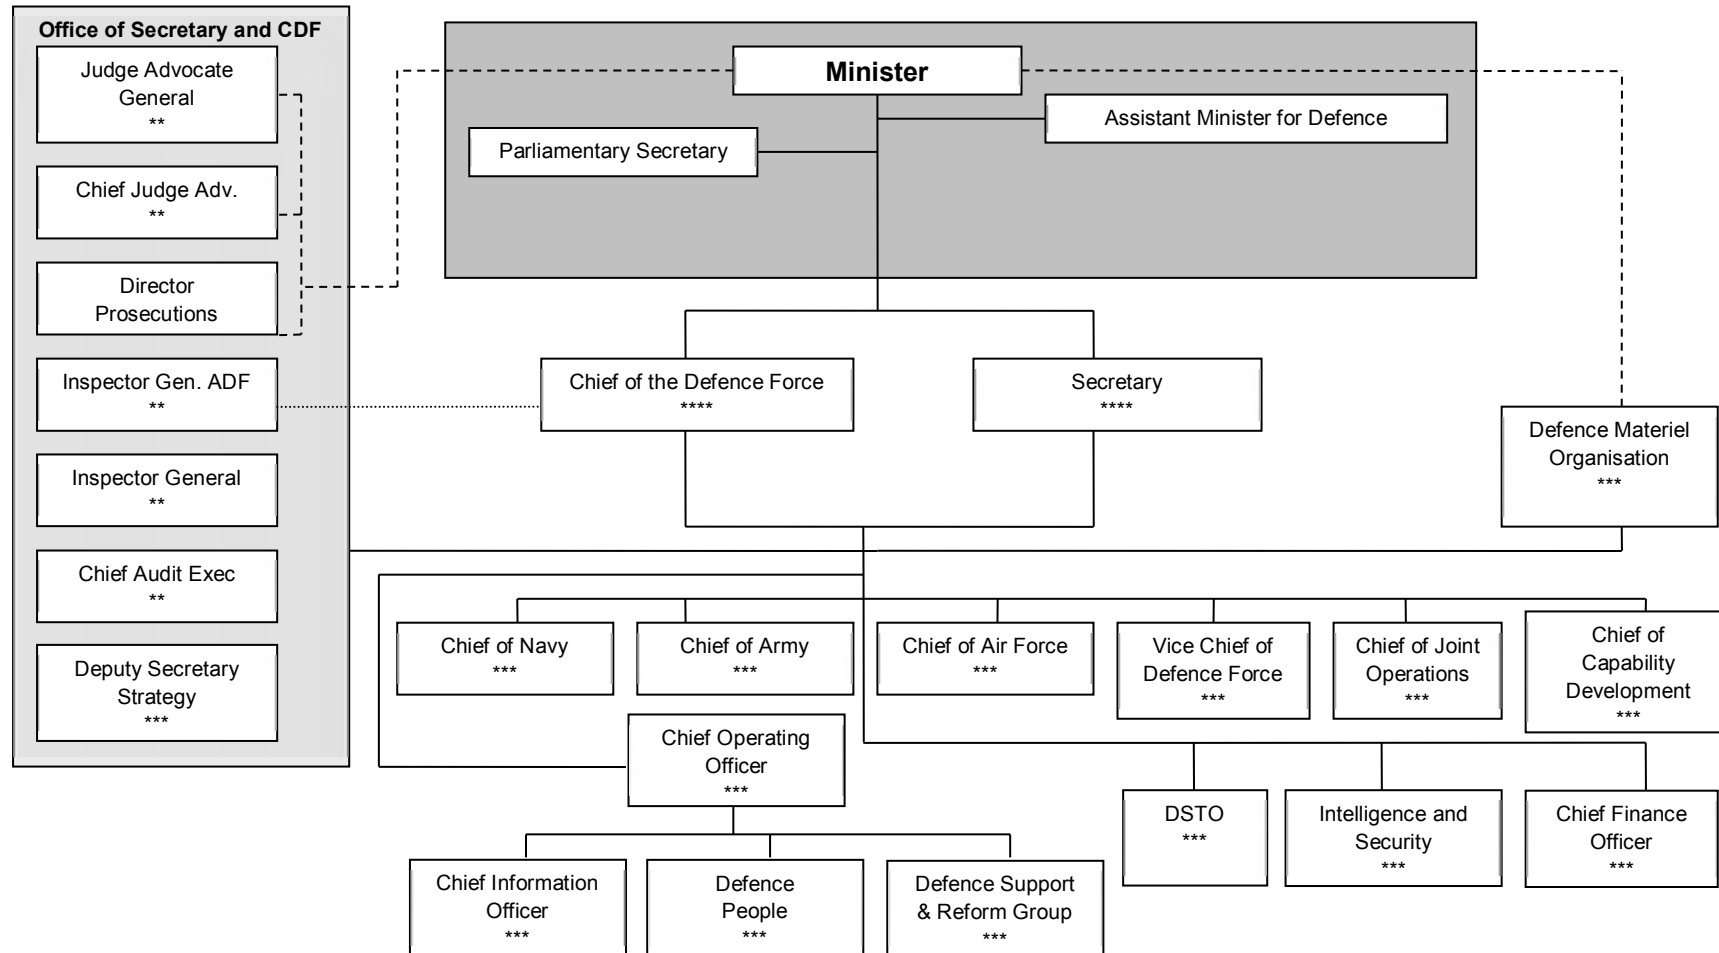 Office of Secretary and CDF
Judge Advocate
General
**
Chief Judge Adv.
**
Director
Prosecutions
Inspector Gen. ADF
**
Inspector General
**
Chief Audit Exec
**
Deputy Secretary
Strategy
***
Minister
Assistant Minister for Defence
Parliamentary Secretary
Chief of the Defence Force
****
Secretary
****
Defence Materiel
Organisation
***
Chief of Navy
***
Chief of Army
***
Chief of Air Force
***
Vice Chief of
Defence Force
***
Chief of Joint
Operations
***
Chief of
Capability
Development
***
Chief Operating
Officer
***
DSTO
***
Intelligence and
Security
***
Chief Finance
Officer
***
Chief Information
Officer
***
Defence
People
***
Defence Support
& Reform Group
***